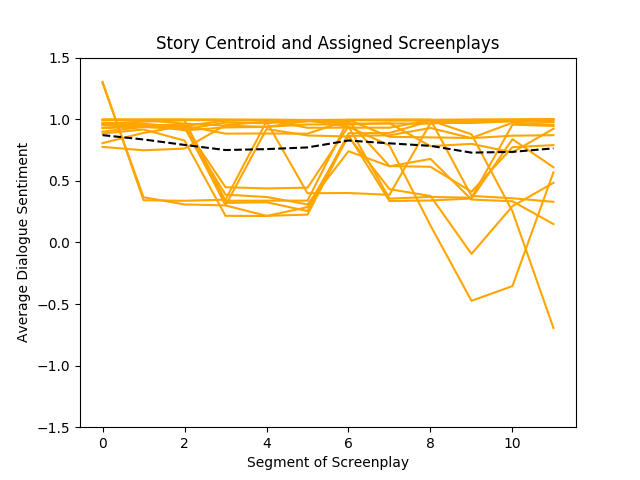 Story Centroid and Assigned Screenplays
1.5
1.0
0.5
0.0
−0.5
−1.0
−1.5
Average Dialogue Sentiment
0 2 4 6 8 10
Segment of Screenplay